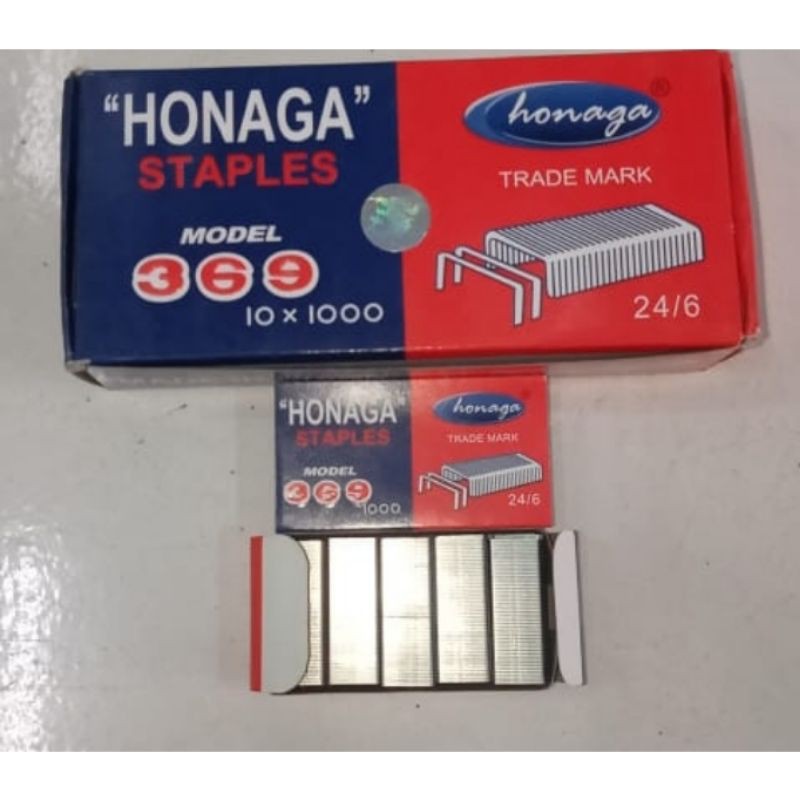 "HONAGA"
STAPLES
MODEL
369
10 x 1000
honaga®
TRADE MARK
24/6
"HONAGA"
STAPLES
MODEL
369
1000
honaga
TRADE MARK
24/6